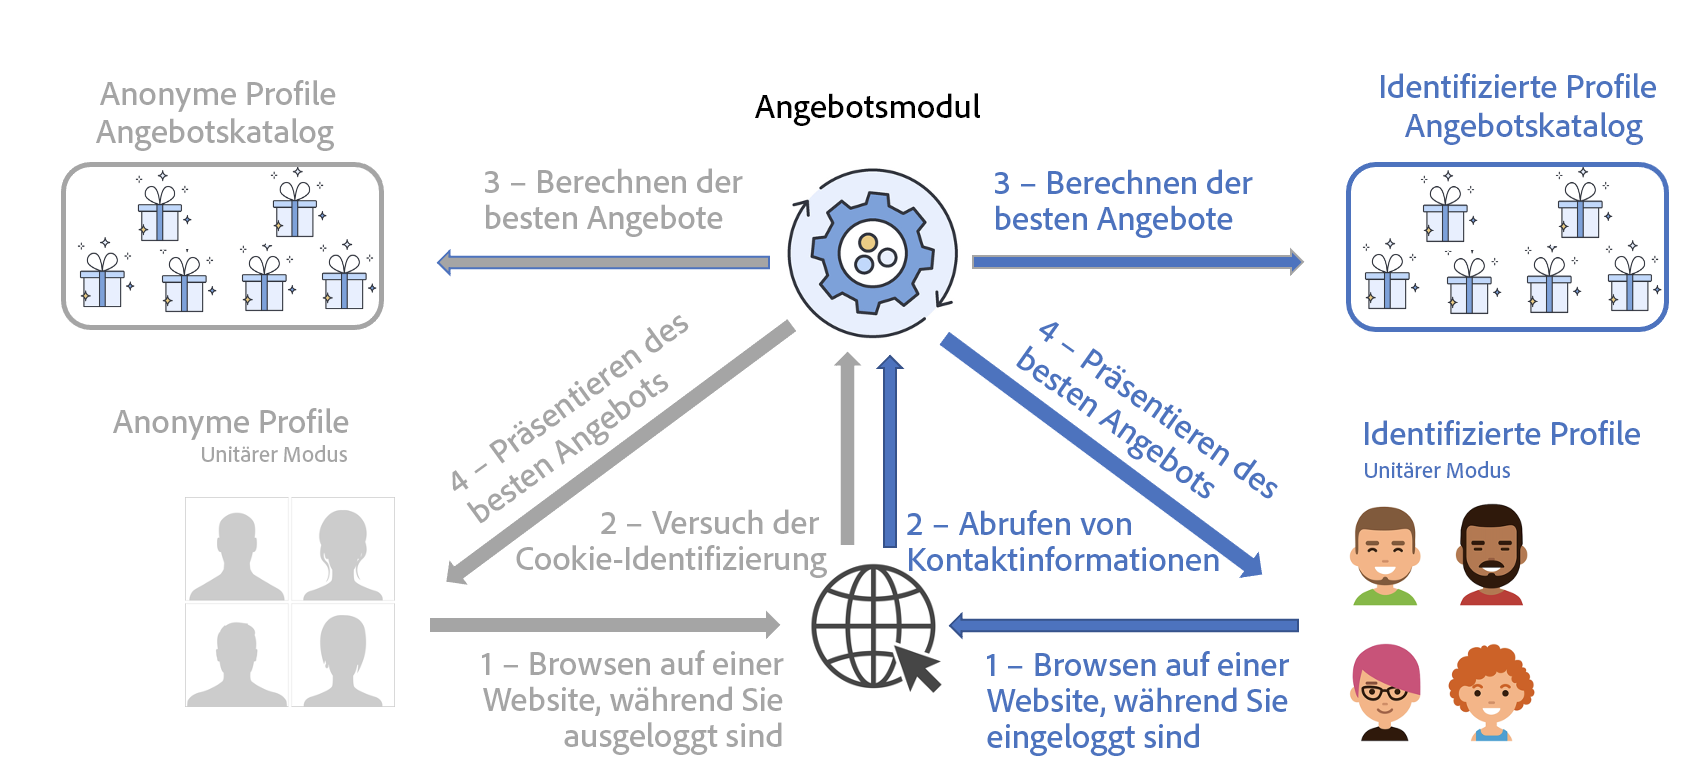 Anonyme Profile
Angebotskatalog
Angebotsmodul
Identifizierte Profile
Angebotskatalog
3 – Berechnen der
besten Angebote
3 – Berechnen der
besten Angebote
4 – Präsentieren des
besten Angebots
4 – Präsentieren des
besten Angebots
Anonyme Profile
Unitärer Modus
Identifizierte Profile
Unitärer Modus
2 – Versuch der
Cookie-Identifizierung
2 – Abrufen von
Kontaktinformationen
1 – Browsen auf einer
Website, während Sie
ausgeloggt sind
1 – Browsen auf einer
Website, während Sie
eingeloggt sind